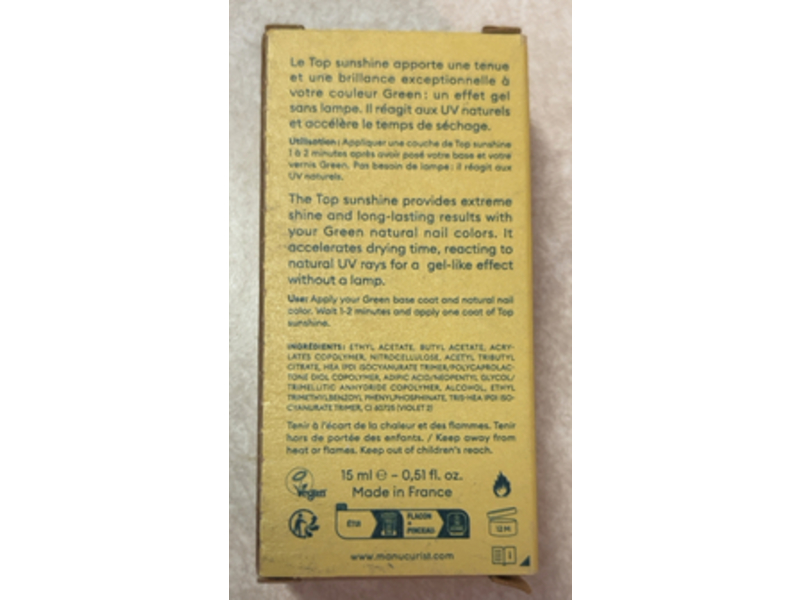 Le Top sunshine apporte une tenue
et une brillance exceptionnelle à
votre couleur Green : un effet gel
sans lampe. Il réagit aux UV naturels
et accélère le temps de séchage.
Utilisation : Appliquer une couche de Top sunshine
1 à 2 minutes après avoir posé votre base et votre
vernis Green. Pas besoin de lampe : il réagit aux
UV naturels.
The Top sunshine provides extreme
shine and long-lasting results with
your Green natural nail colors. It
accelerates drying time, reacting to
natural UV rays for a gel-like effect
without a lamp.
Use: Apply your Green base coat and natural nail
color. Wait 1-2 minutes and apply one coat of Top
sunshine.
INGRÉDIENTS : ETHYL ACETATE, BUTYL ACETATE, ACRY-
LATES COPOLYMER, NITROCELLULOSE, ACETYL TRIBUTYL
CITRATE, HEA IPDI ISOCYANURATE TRIMER/POLYCAPROLAC-
TONE DIOL COPOLYMER, ADIPIC ACID/NEOPENTYL GLYCOL/
TRIMELLITIC ANHYDRIDE COPOLYMER, ALCOHOL, ETHYL
TRIMETHYLBENZOYL PHENYLPHOSPHINATE, TRIS-HEA IPDI ISO-
CYANURATE TRIMER, CI 60725 (VIOLET 2)
Tenir à l'écart de la chaleur et des flammes. Tenir
hors de portée des enfants. / Keep away from
heat or flames. Keep out of children's reach.
Vegan
15 ml ℮ – 0,51 fl. oz.
Made in France
ÉTUI
FLACON
+
PINCEAU
12 M
www.manucurist.com